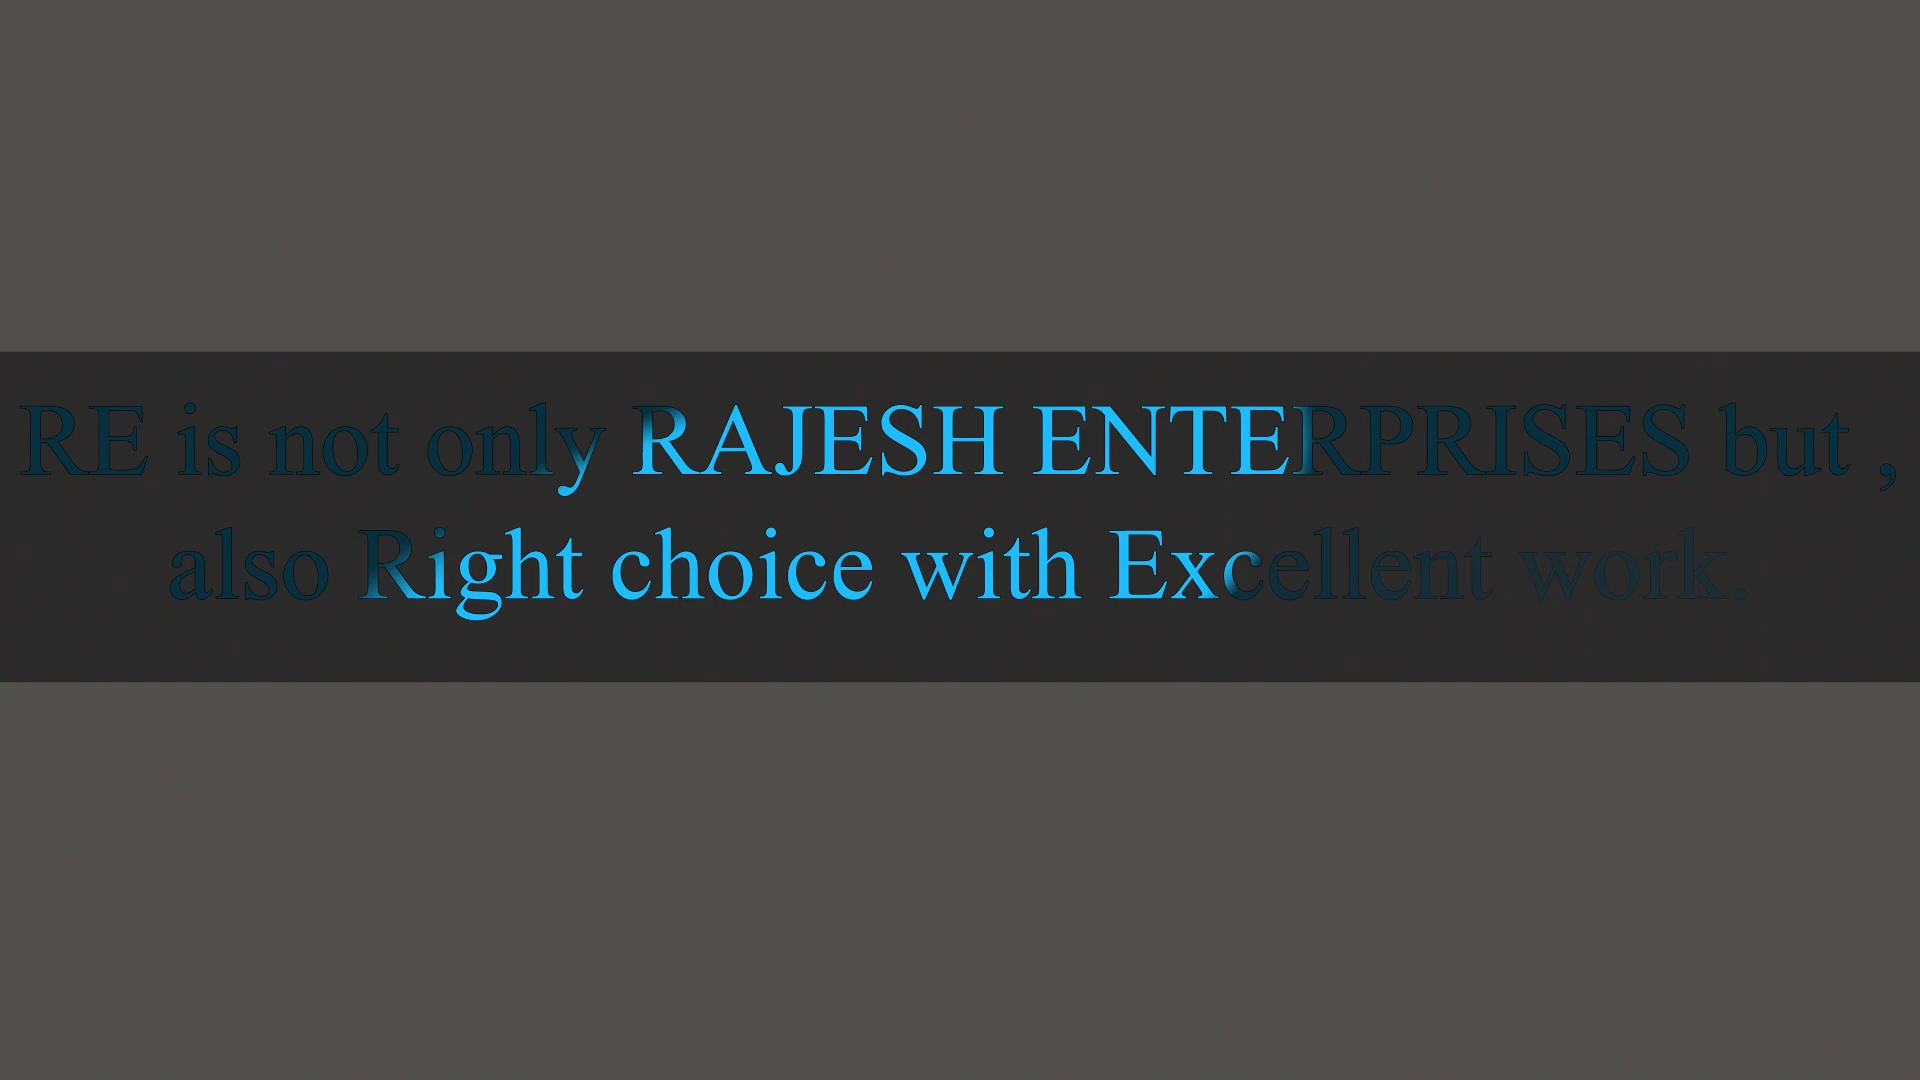 RE is not only RAJESH ENTERPRISES but ,
also Right choice with Excellent work.